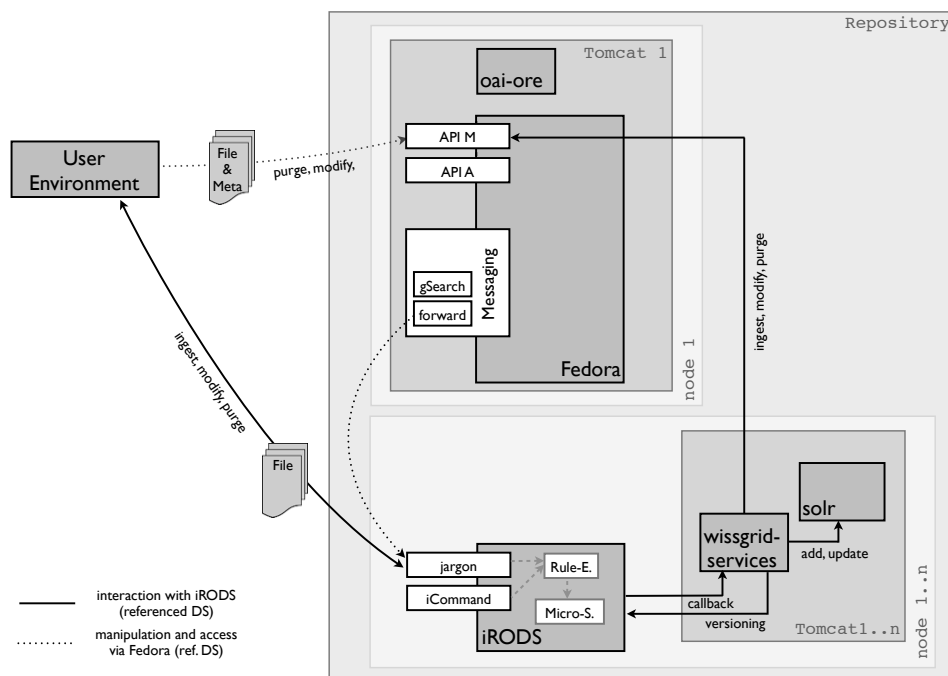 Repository
Tomcat 1
oai-ore
API M
API A
User
Environment
File
&
Meta
purge, modify,
Messaging
gSearch
forward
Fedora
node 1
ingest, modify, purge
ingest, modify, purge
File
solr
wissgrid-
services
add, update
jargon
iCommand
Rule-E.
Micro-S.
iRODS
callback
versioning
Tomcat1..n
node 1..n
interaction with iRODS
(referenced DS)
manipulation and access
via Fedora (ref. DS)